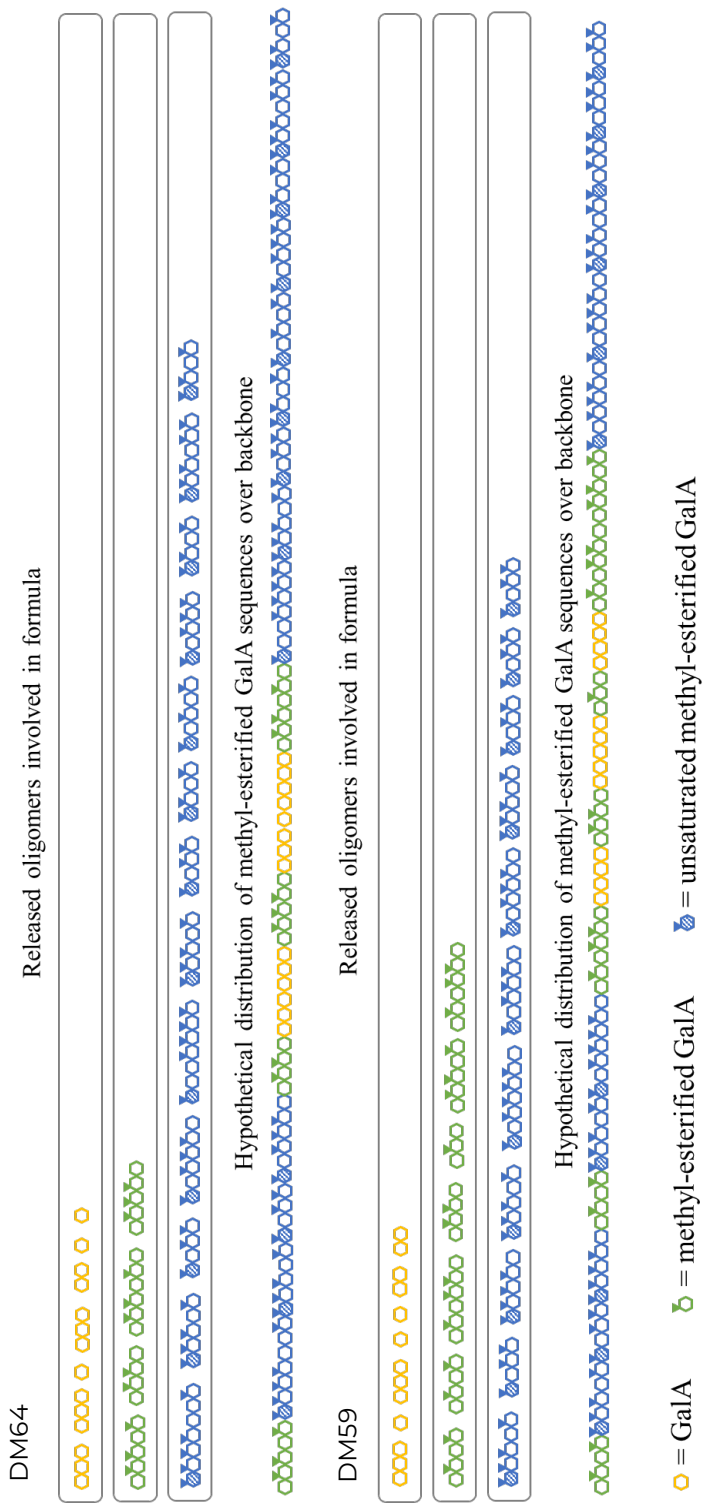 DM64
Released oligomers involved in formula
Hypothetical distribution of methyl-esterified GalA sequences over backbone
DM59
Released oligomers involved in formula
Hypothetical distribution of methyl-esterified GalA sequences over backbone
= GalA
= methyl-esterified GalA
= unsaturated methyl-esterified GalA